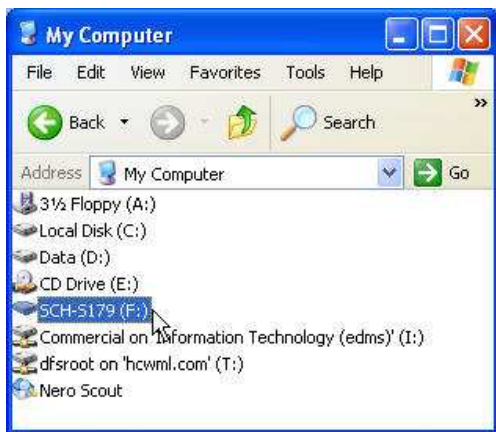 My Computer
File Edit View Favorites Tools Help
Back Search »
Address My Computer Go
3½ Floppy (A:)
Local Disk (C:)
Data (D:)
CD Drive (E:)
SCH-S179 (F:)
Commercial on 'Information Technology (edms)' (I:)
dfsroot on 'hcwml.com' (T:)
Nero Scout